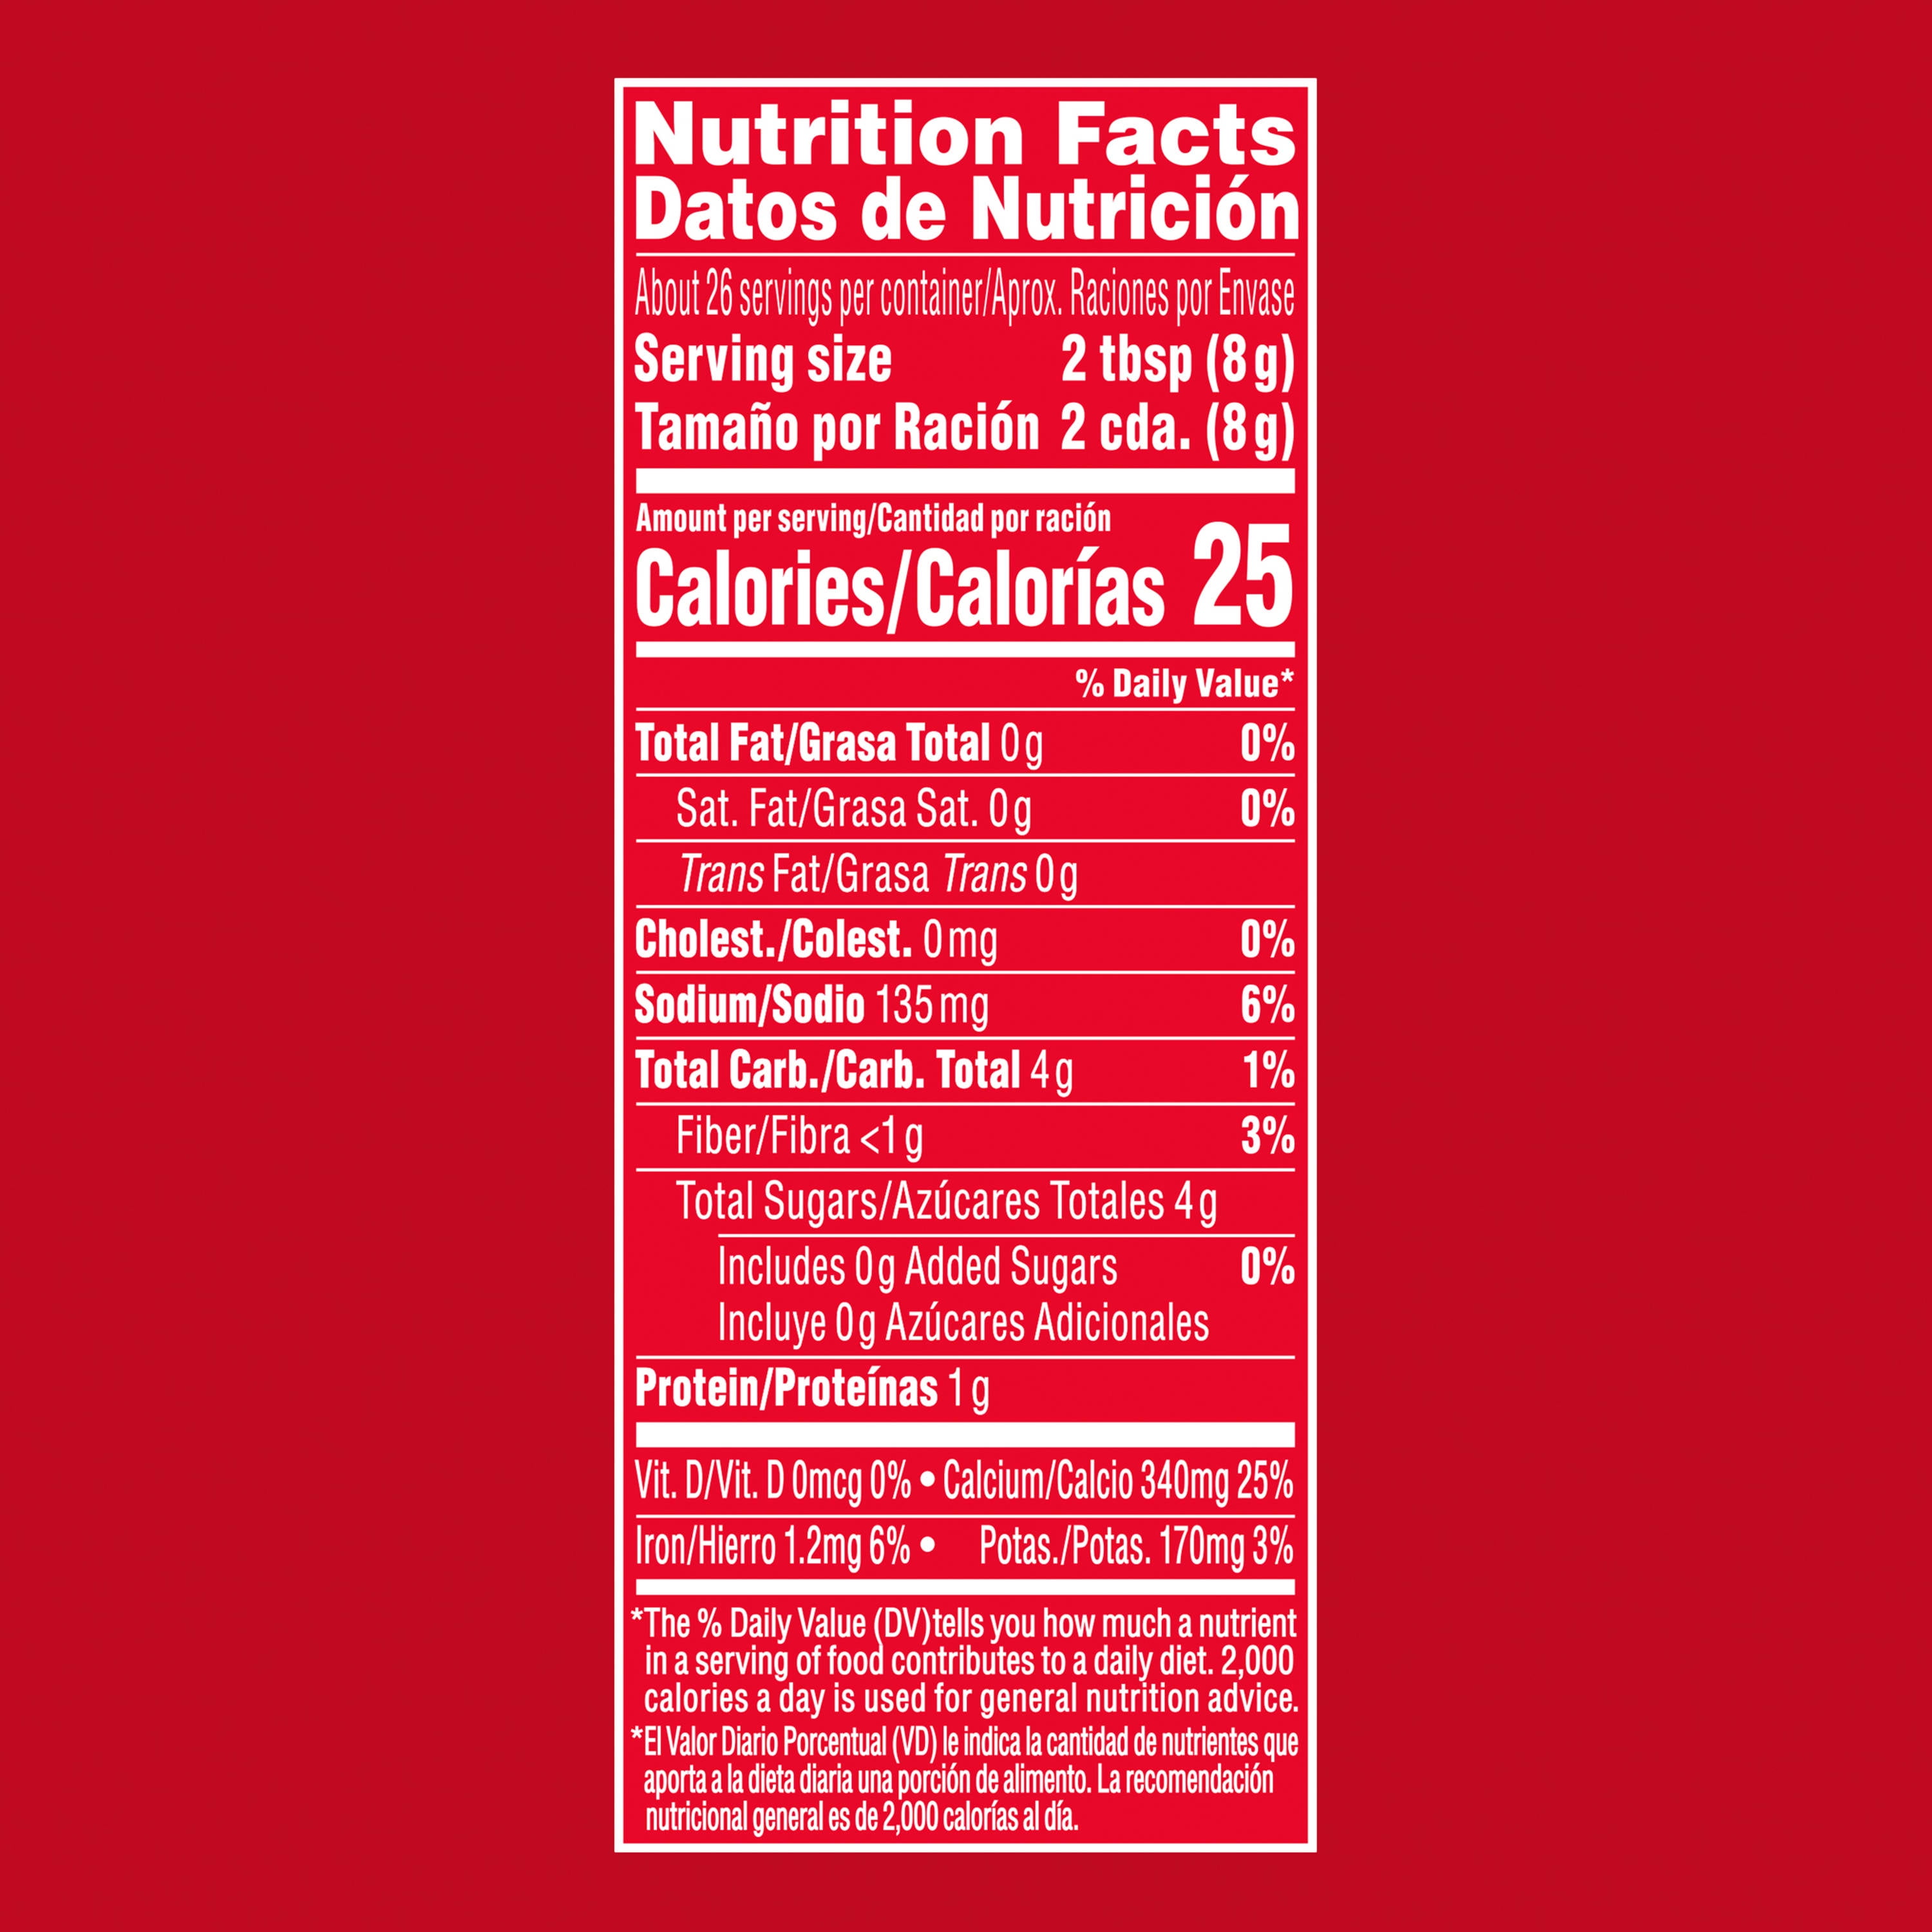 Nutrition Facts
Datos de Nutrición
About 26 servings per container/Aprox. Raciones por Envase
Serving size 2 tbsp (8 g)
Tamaño por Ración 2 cda. (8 g)
Amount per serving/Cantidad por ración
Calories/Calorías 25
% Daily Value*
Total Fat/Grasa Total 0 g 0%
Sat. Fat/Grasa Sat. 0 g 0%
Trans Fat/Grasa Trans 0 g
Cholest./Colest. 0 mg 0%
Sodium/Sodio 135 mg 6%
Total Carb./Carb. Total 4 g 1%
Fiber/Fibra <1 g 3%
Total Sugars/Azúcares Totales 4 g
Includes 0 g Added Sugars 0%
Incluye 0 g Azúcares Adicionales
Protein/Proteínas 1 g
Vit. D/Vit. D 0mcg 0% • Calcium/Calcio 340mg 25%
Iron/Hierro 1.2mg 6% • Potas./Potas. 170mg 3%
*The % Daily Value (DV)tells you how much a nutrient
in a serving of food contributes to a daily diet. 2,000
calories a day is used for general nutrition advice.
*El Valor Diario Porcentual (VD) le indica la cantidad de nutrientes que
aporta a la dieta diaria una porción de alimento. La recomendación
nutricional general es de 2,000 calorías al día.